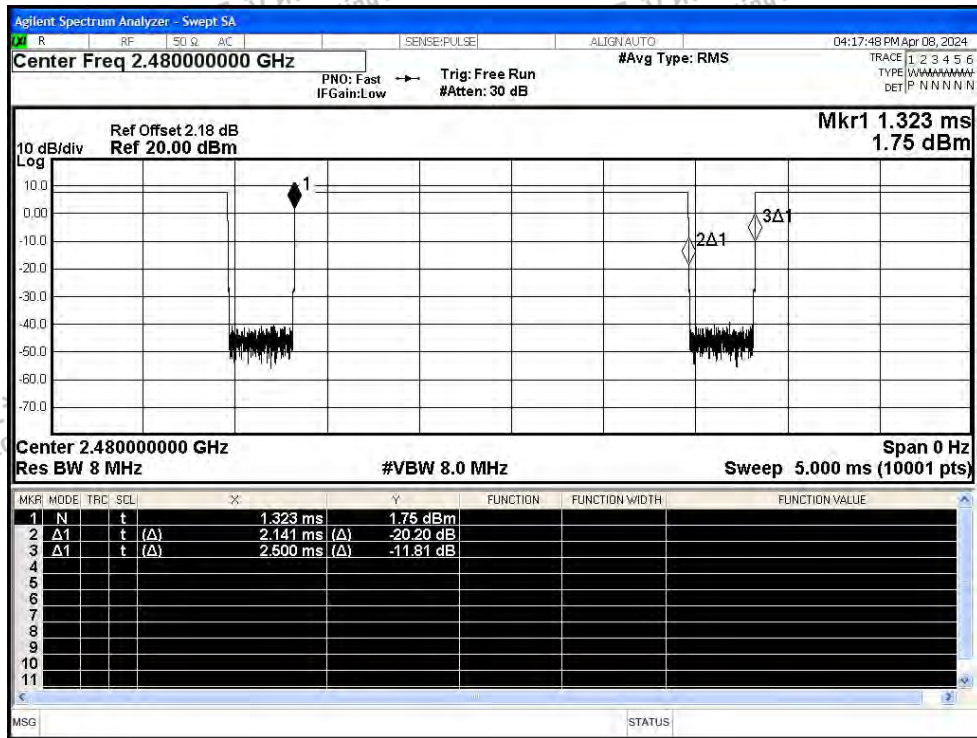 Agilent Spectrum Analyzer - Swept SA
LXI R RF 50 Ω AC SENSE:PULSE ALIGN AUTO 04:17:48 PM Apr 08, 2024
Center Freq 2.480000000 GHz #Avg Type: RMS TRACE 1 2 3 4 5 6
PNO: Fast Trig: Free Run TYPE
IFGain:Low #Atten: 30 dB DET P N N N N N
Mkr1 1.323 ms
Ref Offset 2.18 dB
10 dB/div Ref 20.00 dBm 1.75 dBm
Log
10.0
1
0.00
3Δ1
-10.0
2Δ1
-20.0
-30.0
-40.0
-50.0
-60.0
-70.0
Center 2.480000000 GHz Span 0 Hz
Res BW 8 MHz #VBW 8.0 MHz Sweep 5.000 ms (10001 pts)
MKR MODE TRC SCL X Y FUNCTION FUNCTION WIDTH FUNCTION VALUE
1 N t 1.323 ms 1.75 dBm
2 Δ1 t (Δ) 2.141 ms (Δ) -20.20 dB
3 Δ1 t (Δ) 2.500 ms (Δ) -11.81 dB
4
5
6
7
8
9
10
11
MSG STATUS